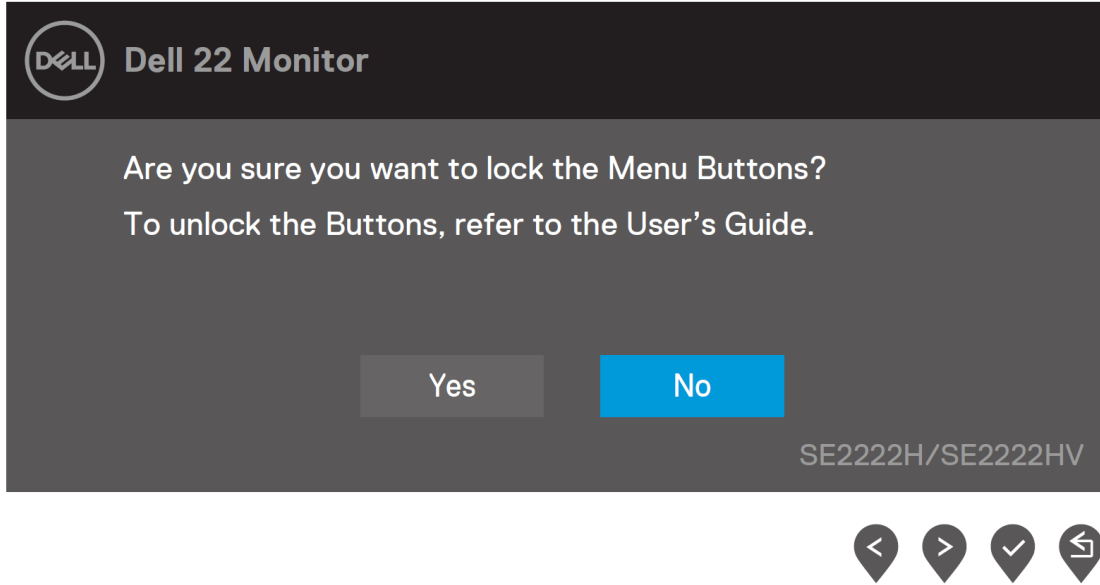 DELL
Dell 22 Monitor
Are you sure you want to lock the Menu Buttons?
To unlock the Buttons, refer to the User's Guide.
Yes No
SE2222H/SE2222HV